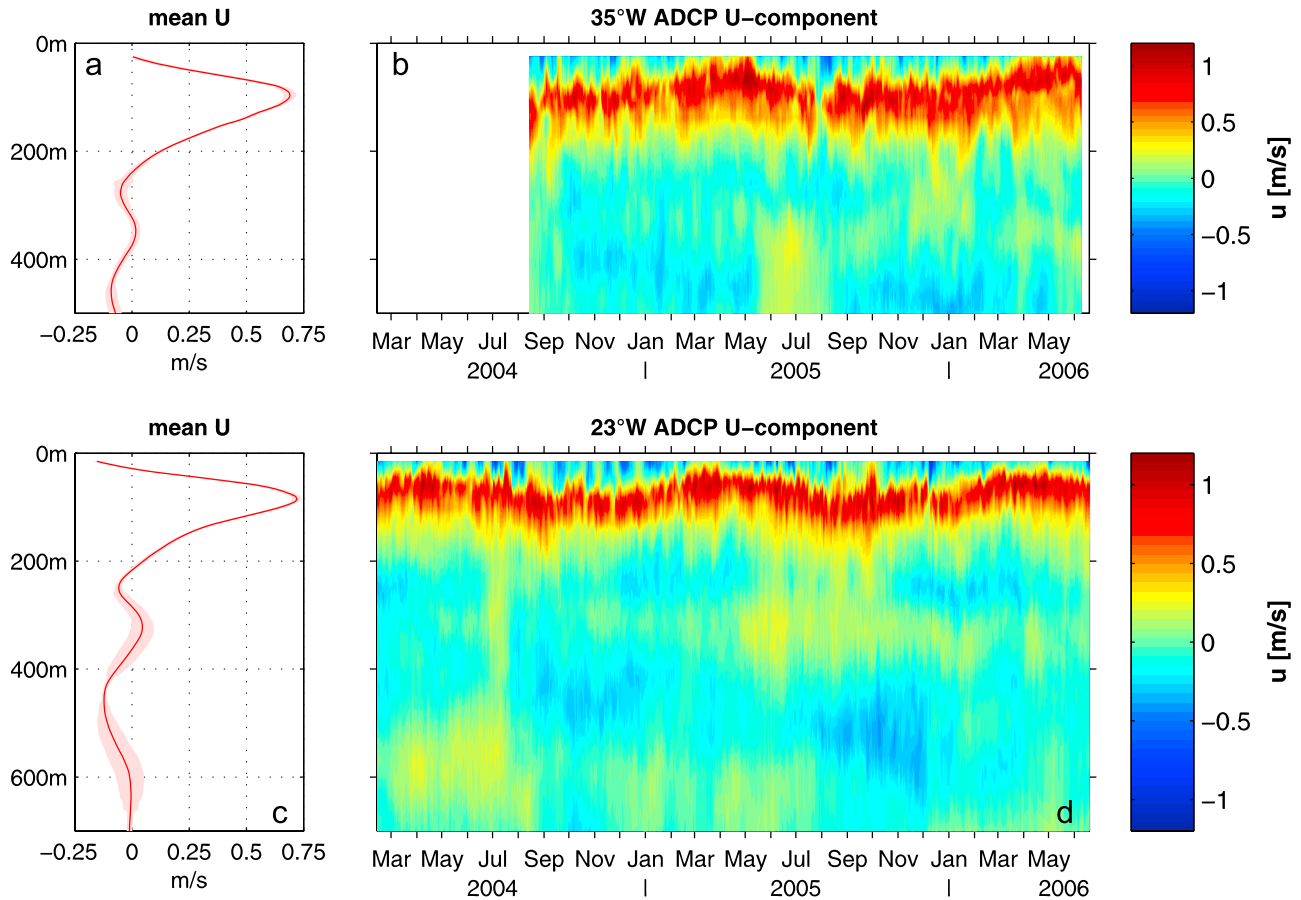 mean U
35°W ADCP U−component
0m
200m
400m
a
b
−0.25 0 0.25 0.5 0.75
m/s
Mar May Jul Sep Nov Jan Mar May Jul Sep Nov Jan Mar May
2004 | 2005 | 2006
1
0.5
0
−0.5
−1
u [m/s]
mean U
23°W ADCP U−component
0m
200m
400m
600m
c
d
−0.25 0 0.25 0.5 0.75
m/s
Mar May Jul Sep Nov Jan Mar May Jul Sep Nov Jan Mar May
2004 | 2005 | 2006
1
0.5
0
−0.5
−1
u [m/s]